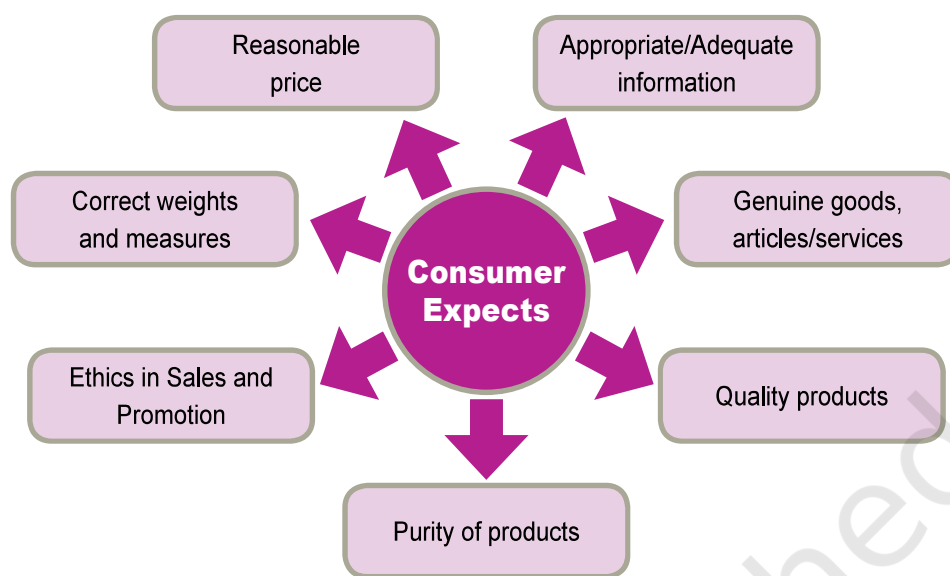 Reasonable
price
Appropriate/Adequate
information
Correct weights
and measures
Genuine goods,
articles/services
Consumer
Expects
Ethics in Sales and
Promotion
Quality products
Purity of products
hed